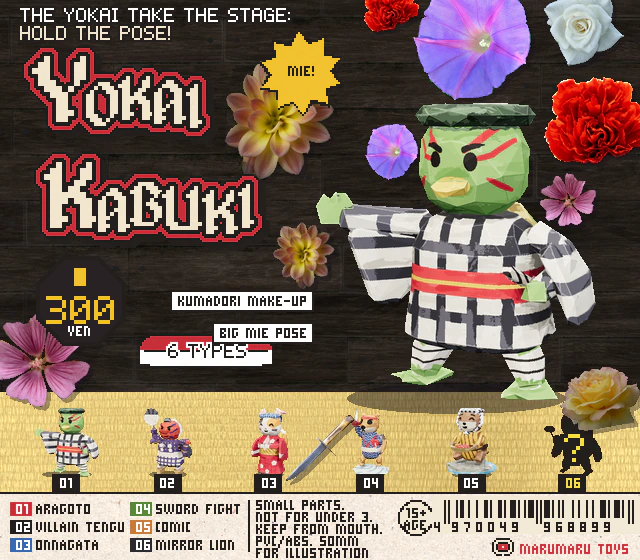 THE YOKAI TAKE THE STAGE:
HOLD THE POSE!
YOKAI
KABUKI
MIE!
300
YEN
KUMADORI MAKE-UP
BIG MIE POSE
6 TYPES
?
01
02
03
04
05
06
01 ARAGOTO
02 VILLAIN TENGU
03 ONNAGATA
04 SWORD FIGHT
05 COMIC
06 MIRROR LION
SMALL PARTS.
NOT FOR UNDER 3.
KEEP FROM MOUTH.
PVC/ABS. 50MM
FOR ILLUSTRATION
15+
AGE
4 970049 968899
MARUMARU TOYS